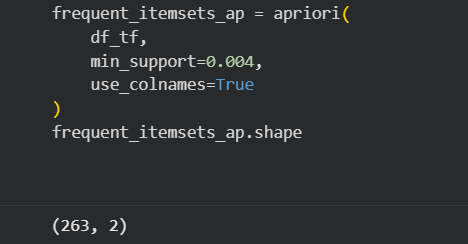 frequent_itemsets_ap = apriori(
    df_tf,
    min_support=0.004,
    use_colnames=True
)
frequent_itemsets_ap.shape
(263, 2)